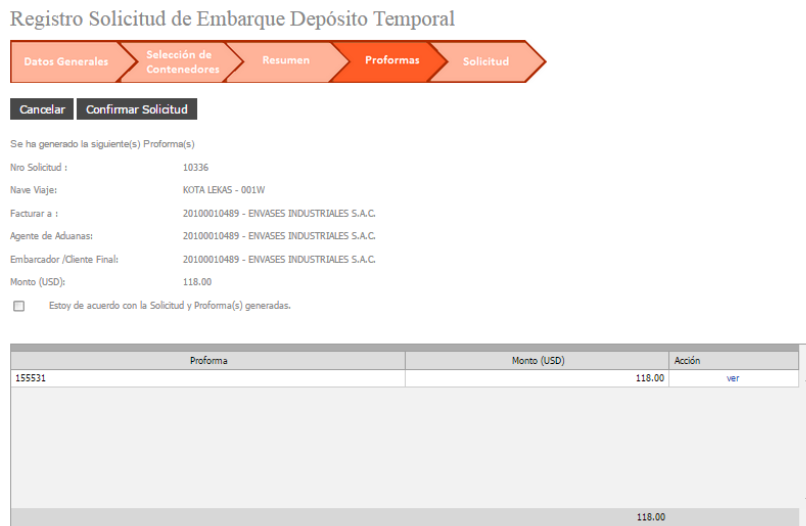 Registro Solicitud de Embarque Depósito Temporal
Datos Generales
Selección de
Contenedores
Resumen
Proformas
Solicitud
Cancelar Confirmar Solicitud
Se ha generado la siguiente(s) Proforma(s)
Nro Solicitud : 10336
Nave Viaje: KOTA LEKAS - 001W
Facturar a : 20100010489 - ENVASES INDUSTRIALES S.A.C.
Agente de Aduanas: 20100010489 - ENVASES INDUSTRIALES S.A.C.
Embarcador /Cliente Final: 20100010489 - ENVASES INDUSTRIALES S.A.C.
Monto (USD): 118.00
Estoy de acuerdo con la Solicitud y Proforma(s) generadas.
Proforma Monto (USD) Acción
155531 118.00 ver
118.00